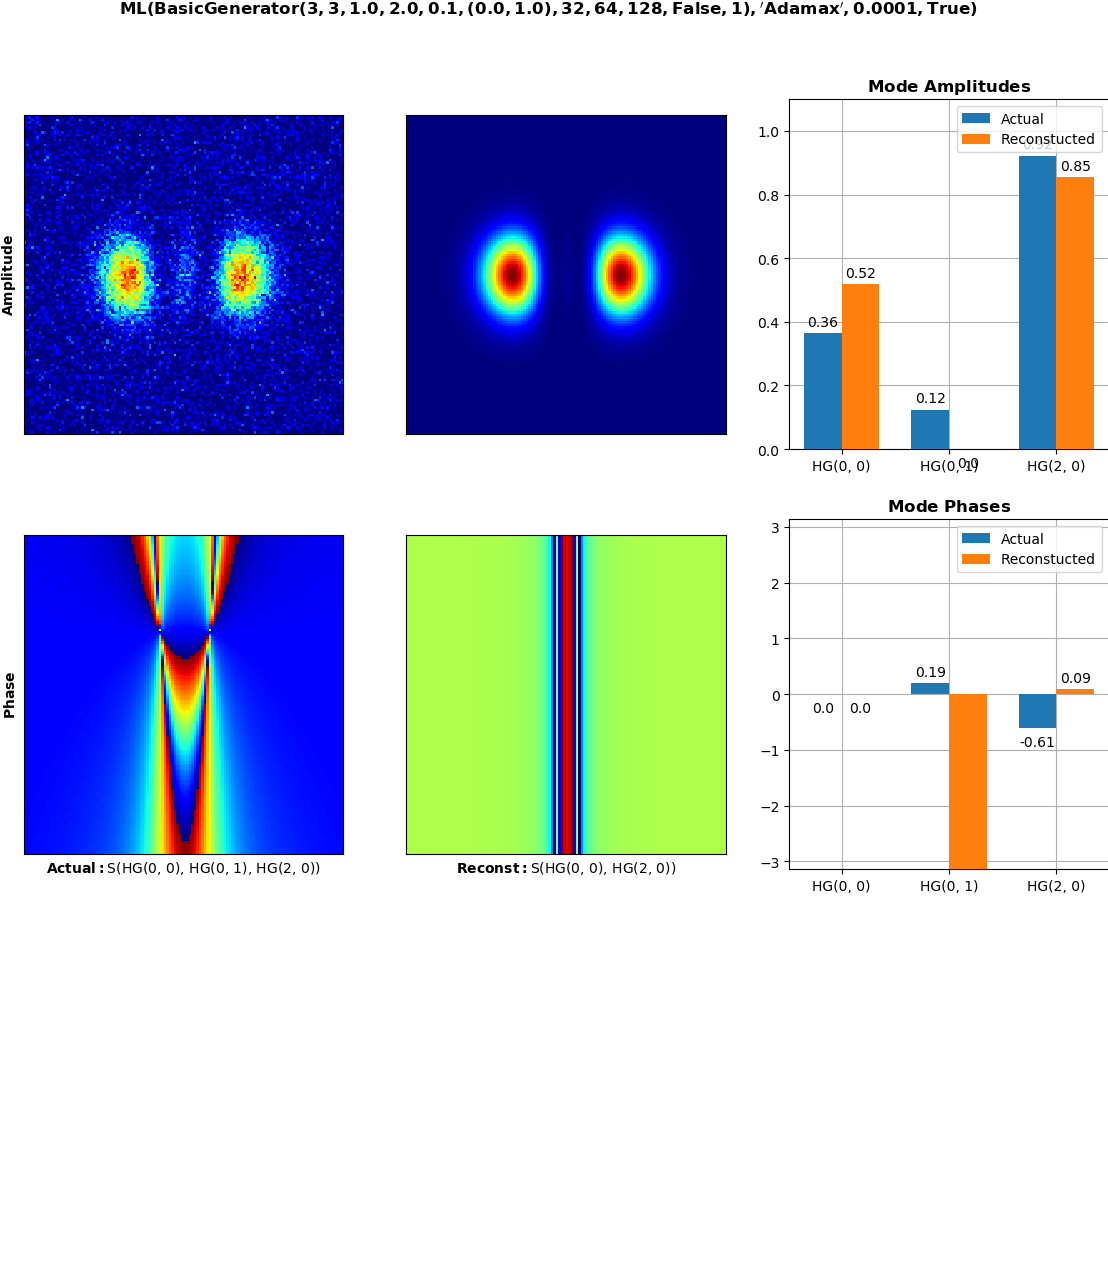 ML(BasicGenerator(3, 3, 1.0, 2.0, 0.1, (0.0, 1.0), 32, 64, 128, False, 1), 'Adamax', 0.0001, True)
Amplitude
Mode Amplitudes
Actual
Reconstucted
1.0
0.8
0.6
0.4
0.2
0.0
0.36
0.52
0.12
0.0
0.92
0.85
HG(0, 0)
HG(0, 1)
HG(2, 0)
Phase
Actual: S(HG(0, 0), HG(0, 1), HG(2, 0))
Reconst: S(HG(0, 0), HG(2, 0))
Mode Phases
Actual
Reconstucted
3
2
1
0
−1
−2
−3
0.0
0.0
0.19
-0.61
0.09
HG(0, 0)
HG(0, 1)
HG(2, 0)